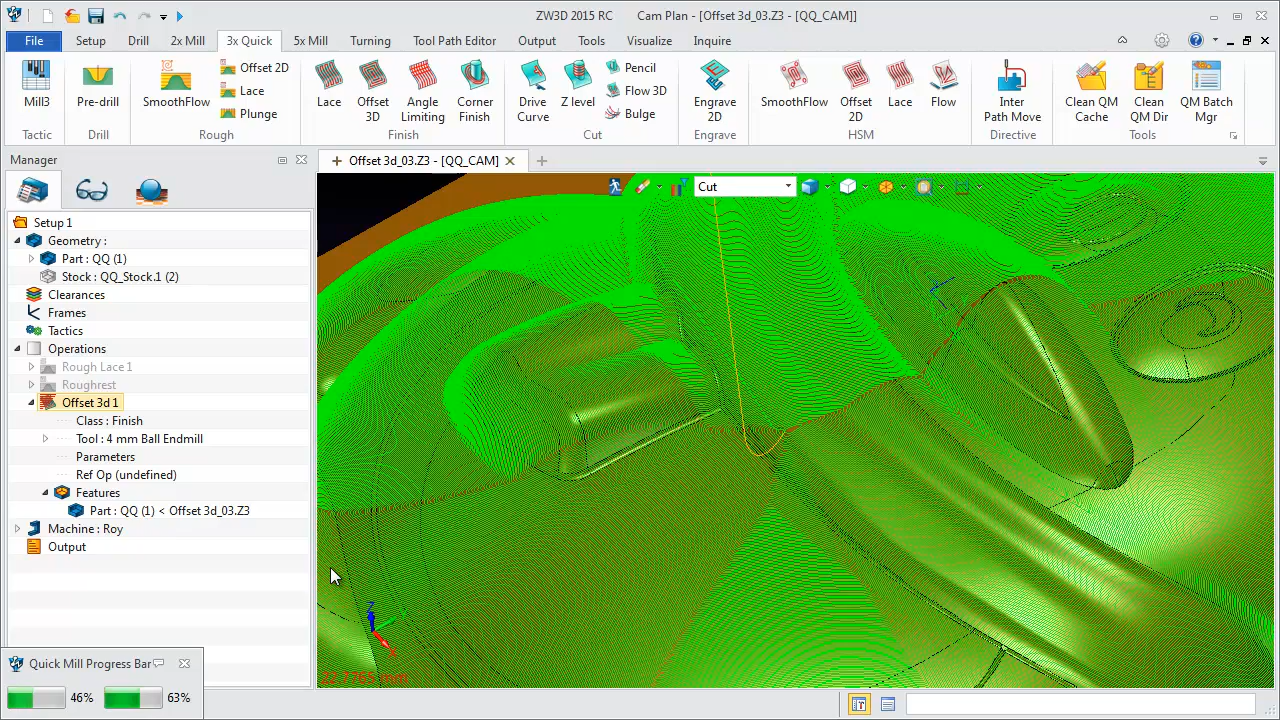 ZW3D 2015 RC Cam Plan - [Offset 3d_03.Z3 - [QQ_CAM]]
File Setup Drill 2x Mill 3x Quick 5x Mill Turning Tool Path Editor Output Tools Visualize Inquire
Mill3
Tactic
Pre-drill
Drill
SmoothFlow
Offset 2D
Lace
Plunge
Rough
Lace
Offset 3D
Angle Limiting
Corner Finish
Finish
Drive Curve
Z level
Pencil
Flow 3D
Bulge
Cut
Engrave 2D
Engrave
SmoothFlow
Offset 2D
Lace
Flow
HSM
Inter Path Move
Directive
Clean QM Cache
Clean QM Dir
QM Batch Mgr
Tools
Manager
Offset 3d_03.Z3 - [QQ_CAM]
Cut
Setup 1
Geometry :
Part : QQ (1)
Stock : QQ_Stock.1 (2)
Clearances
Frames
Tactics
Operations
Rough Lace 1
Roughrest
Offset 3d 1
Class : Finish
Tool : 4 mm Ball Endmill
Parameters
Ref Op (undefined)
Features
Part : QQ (1) < Offset 3d_03.Z3
Machine : Roy
Output
Z
X
22.7765 mm
Quick Mill Progress Bar
46% 63%